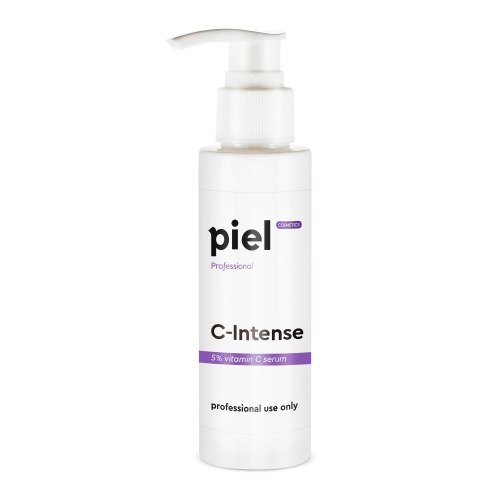 piel COSMETICS
Professional
C-Intense
5% vitamin C serum
professional use only